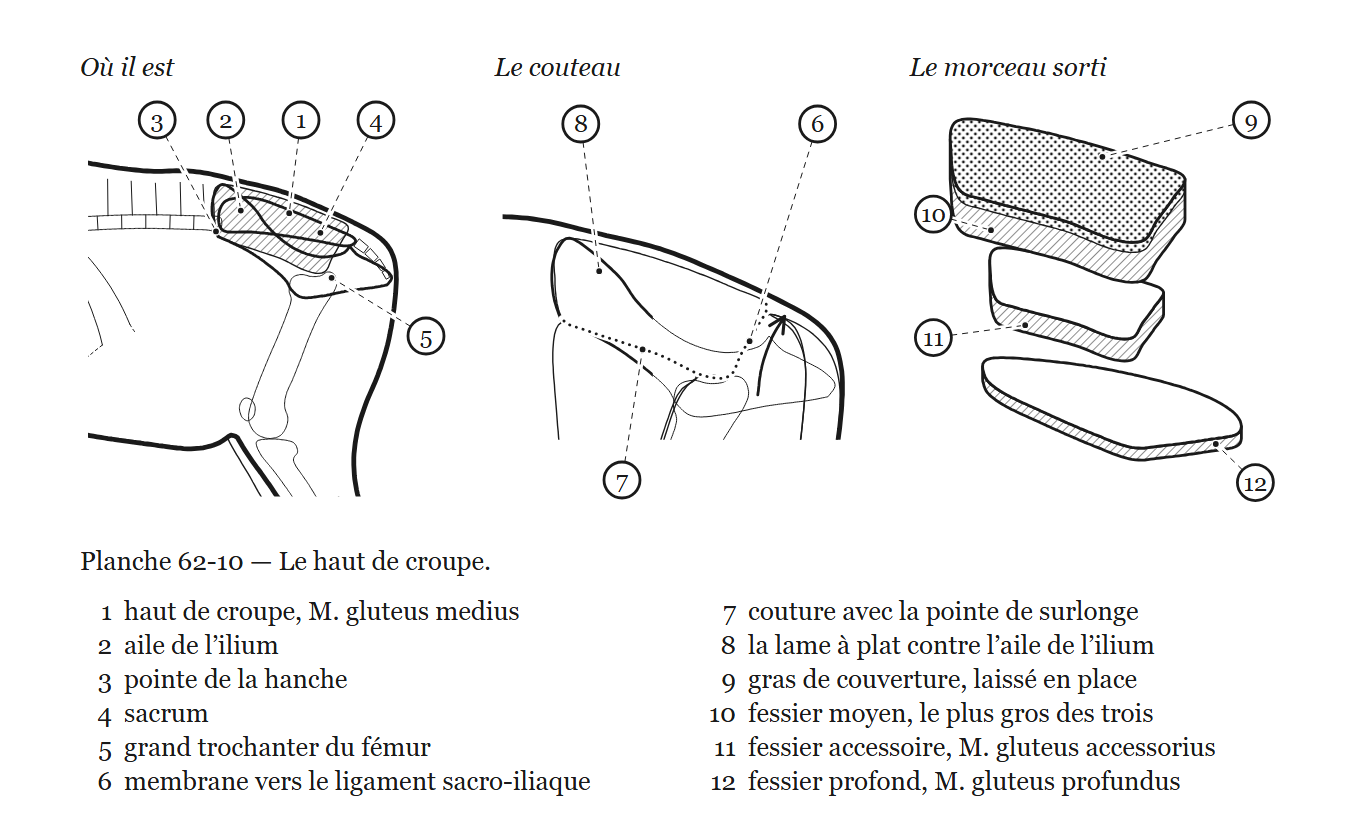 Où il est
Le couteau
Le morceau sorti
3 2 1 4
8 6
9
10
11
5
7
12
Planche 62-10 — Le haut de croupe.
1 haut de croupe, M. gluteus medius
2 aile de l’ilium
3 pointe de la hanche
4 sacrum
5 grand trochanter du fémur
6 membrane vers le ligament sacro-iliaque
7 couture avec la pointe de surlonge
8 la lame à plat contre l’aile de l’ilium
9 gras de couverture, laissé en place
10 fessier moyen, le plus gros des trois
11 fessier accessoire, M. gluteus accessorius
12 fessier profond, M. gluteus profundus